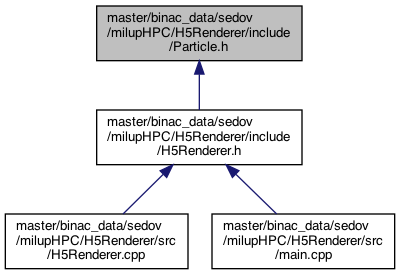 master/binac_data/sedov
/milupHPC/H5Renderer/include
/Particle.h
master/binac_data/sedov
/milupHPC/H5Renderer/include
/H5Renderer.h
master/binac_data/sedov
/milupHPC/H5Renderer/src
/H5Renderer.cpp
master/binac_data/sedov
/milupHPC/H5Renderer/src
/main.cpp